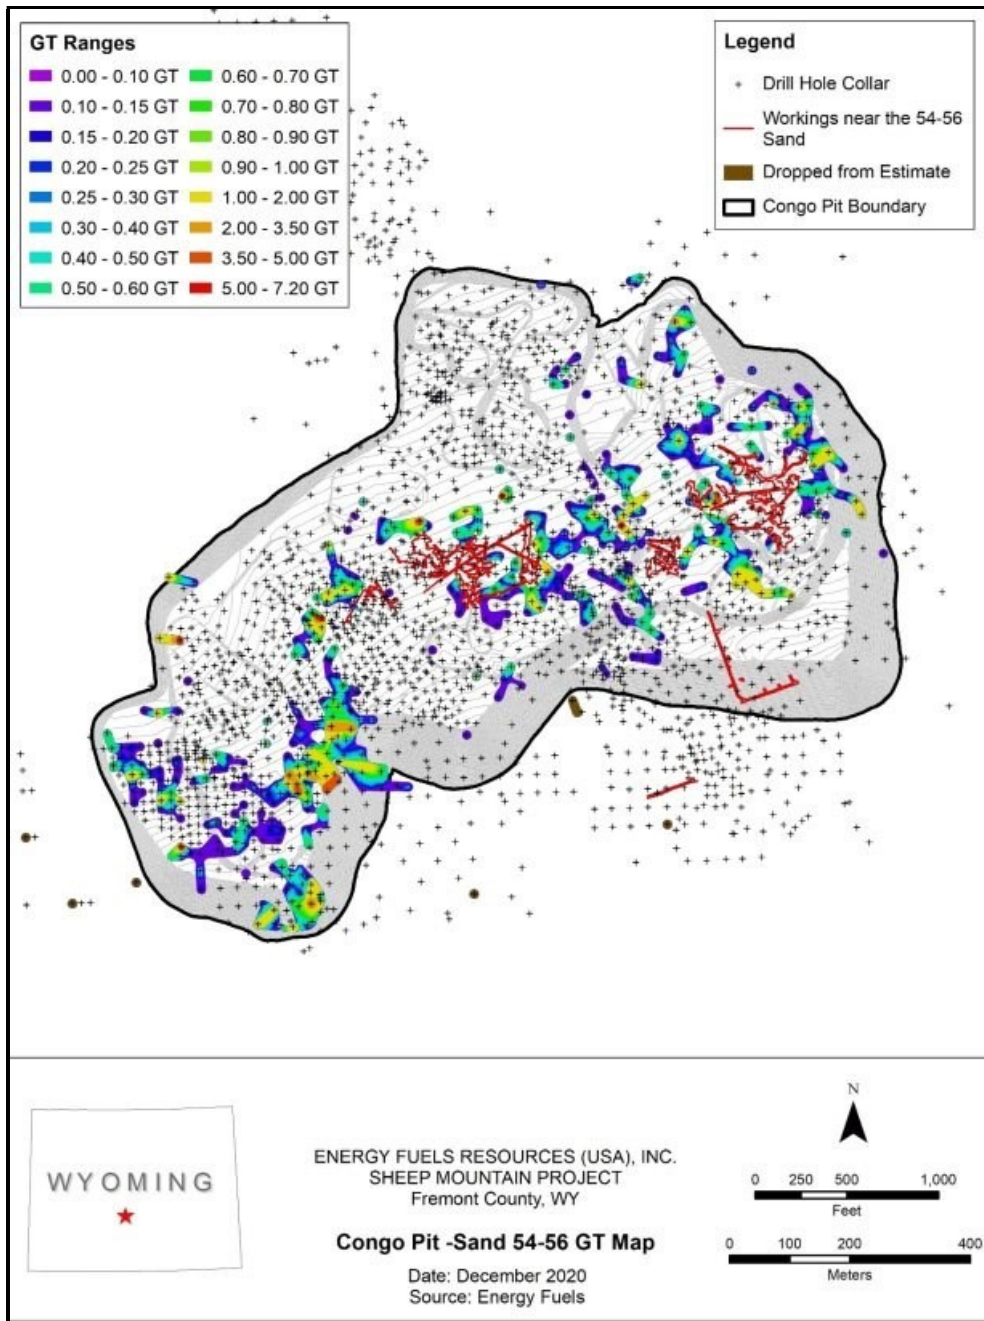 GT Ranges
0.00 - 0.10 GT
0.10 - 0.15 GT
0.15 - 0.20 GT
0.20 - 0.25 GT
0.25 - 0.30 GT
0.30 - 0.40 GT
0.40 - 0.50 GT
0.50 - 0.60 GT
0.60 - 0.70 GT
0.70 - 0.80 GT
0.80 - 0.90 GT
0.90 - 1.00 GT
1.00 - 2.00 GT
2.00 - 3.50 GT
3.50 - 5.00 GT
5.00 - 7.20 GT
Legend
Drill Hole Collar
Workings near the 54-56
Sand
Dropped from Estimate
Congo Pit Boundary
WYOMING
ENERGY FUELS RESOURCES (USA), INC.
SHEEP MOUNTAIN PROJECT
Fremont County, WY
Congo Pit -Sand 54-56 GT Map
Date: December 2020
Source: Energy Fuels
N
0 250 500 1,000
Feet
0 100 200 400
Meters